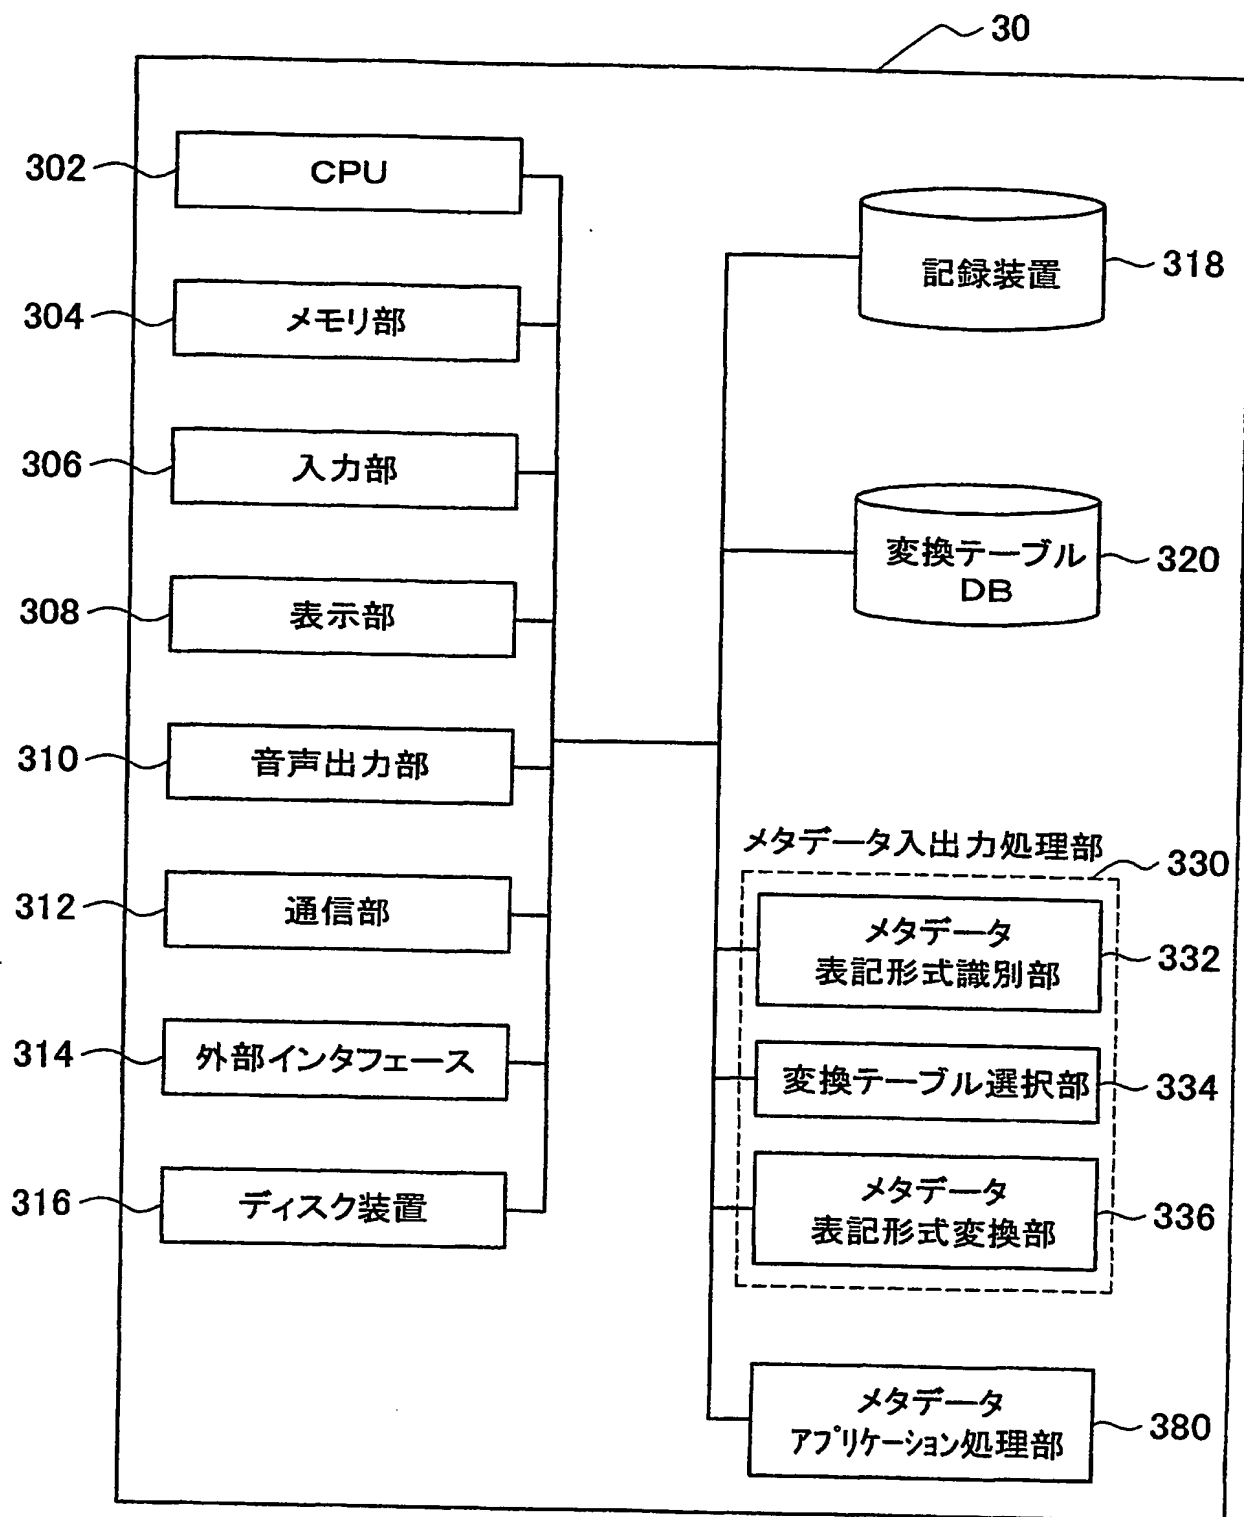 30
302
CPU
304
メモリ部
306
入力部
308
表示部
310
音声出力部
312
通信部
314
外部インタフェース
316
ディスク装置
記録装置
318
変換テーブル
DB
320
メタデータ入出力処理部
330
メタデータ
表記形式識別部
332
変換テーブル選択部
334
メタデータ
表記形式変換部
336
メタデータ
アプリケーション処理部
380